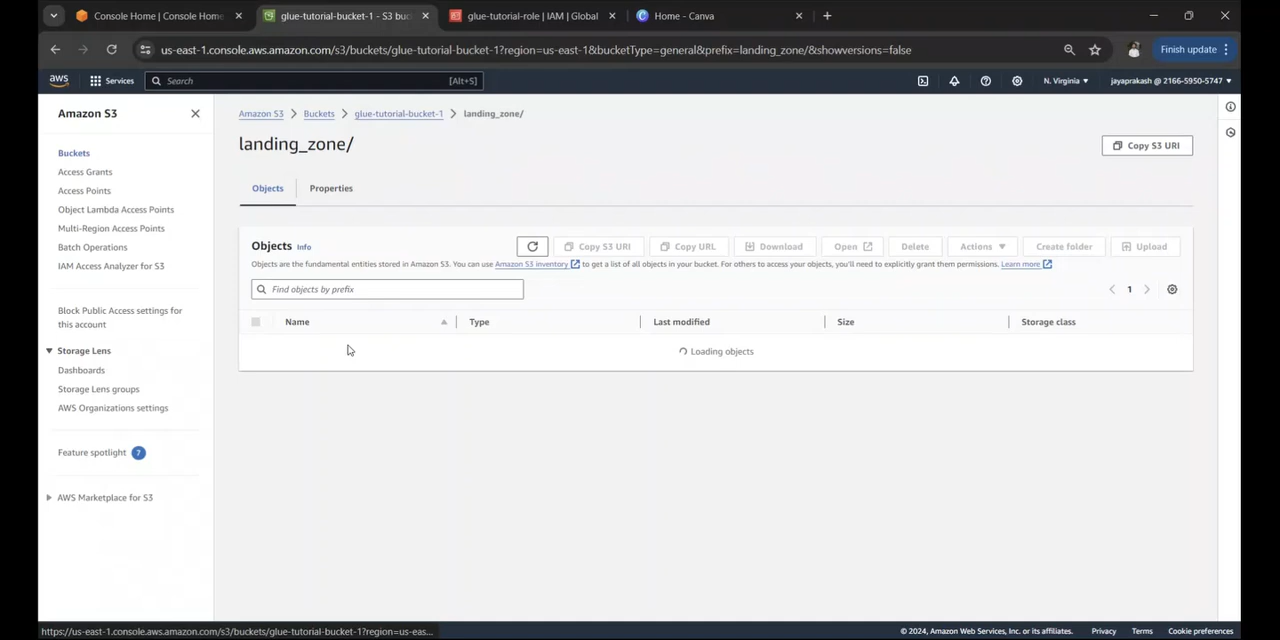 Console Home | Console Home
glue-tutorial-bucket-1 - S3 buc
glue-tutorial-role | IAM | Global
Home - Canva
us-east-1.console.aws.amazon.com/s3/buckets/glue-tutorial-bucket-1?region=us-east-1&bucketType=general&prefix=landing_zone/&showversions=false
Finish update
aws
Services
Search
[Alt+S]
N. Virginia
jayaprakash @ 2166-5950-5747
Amazon S3
Buckets
Access Grants
Access Points
Object Lambda Access Points
Multi-Region Access Points
Batch Operations
IAM Access Analyzer for S3
Block Public Access settings for
this account
Storage Lens
Dashboards
Storage Lens groups
AWS Organizations settings
Feature spotlight 7
AWS Marketplace for S3
Amazon S3 > Buckets > glue-tutorial-bucket-1 > landing_zone/
landing_zone/
Copy S3 URI
Objects
Properties
Objects Info
Copy S3 URI
Copy URL
Download
Open
Delete
Actions
Create folder
Upload
Objects are the fundamental entities stored in Amazon S3. You can use Amazon S3 inventory to get a list of all objects in your bucket. For others to access your objects, you'll need to explicitly grant them permissions. Learn more
Find objects by prefix
1
Name
Type
Last modified
Size
Storage class
Loading objects
https://us-east-1.console.aws.amazon.com/s3/buckets/glue-tutorial-bucket-1?region=us-eas...
© 2024, Amazon Web Services, Inc. or its affiliates.
Privacy
Terms
Cookie preferences